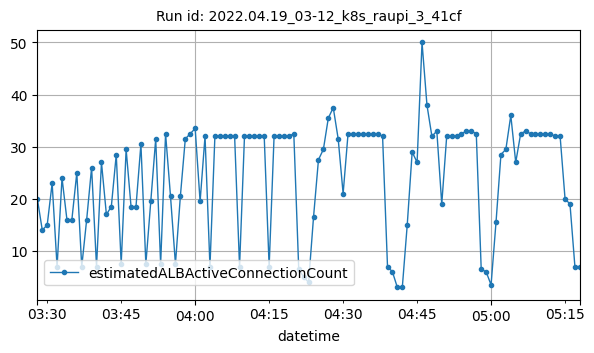 Run id: 2022.04.19_03-12_k8s_raupi_3_41cf
50
40
30
20
10
estimatedALBActiveConnectionCount
03:30 03:45 04:00 04:15 04:30 04:45 05:00 05:15
datetime